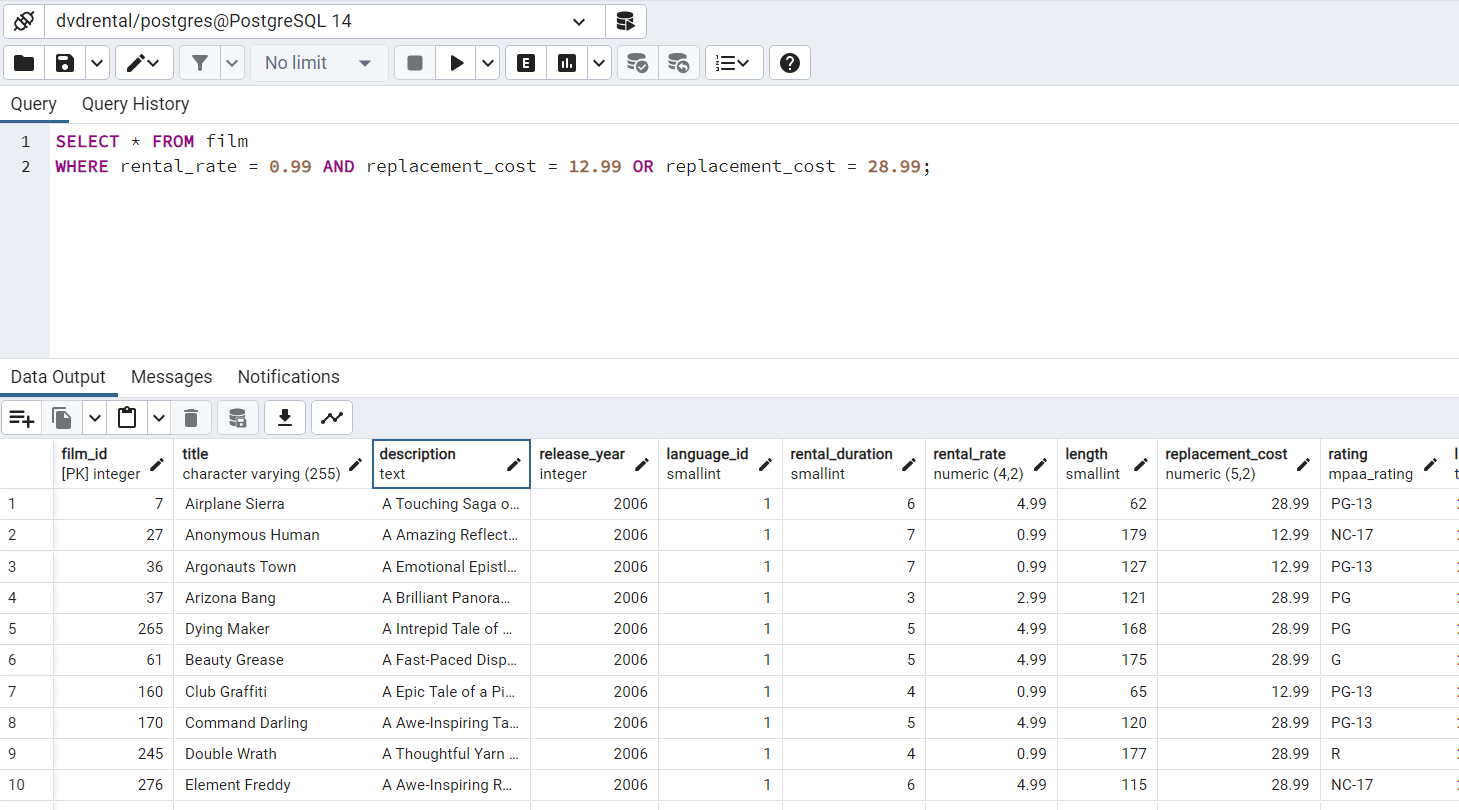 dvdrental/postgres@PostgreSQL 14
No limit
E
Query Query History
1 SELECT * FROM film
2 WHERE rental_rate = 0.99 AND replacement_cost = 12.99 OR replacement_cost = 28.99;
Data Output Messages Notifications
film_id title description release_year language_id rental_duration rental_rate length replacement_cost rating
[PK] integer character varying (255) text integer smallint smallint numeric (4,2) smallint numeric (5,2) mpaa_rating
1 7 Airplane Sierra A Touching Saga o... 2006 1 6 4.99 62 28.99 PG-13
2 27 Anonymous Human A Amazing Reflect... 2006 1 7 0.99 179 12.99 NC-17
3 36 Argonauts Town A Emotional Epistl... 2006 1 7 0.99 127 12.99 PG-13
4 37 Arizona Bang A Brilliant Panora... 2006 1 3 2.99 121 28.99 PG
5 265 Dying Maker A Intrepid Tale of ... 2006 1 5 4.99 168 28.99 PG
6 61 Beauty Grease A Fast-Paced Disp... 2006 1 5 4.99 175 28.99 G
7 160 Club Graffiti A Epic Tale of a Pi... 2006 1 4 0.99 65 12.99 PG-13
8 170 Command Darling A Awe-Inspiring Ta... 2006 1 5 4.99 120 28.99 PG-13
9 245 Double Wrath A Thoughtful Yarn ... 2006 1 4 0.99 177 28.99 R
10 276 Element Freddy A Awe-Inspiring R... 2006 1 6 4.99 115 28.99 NC-17